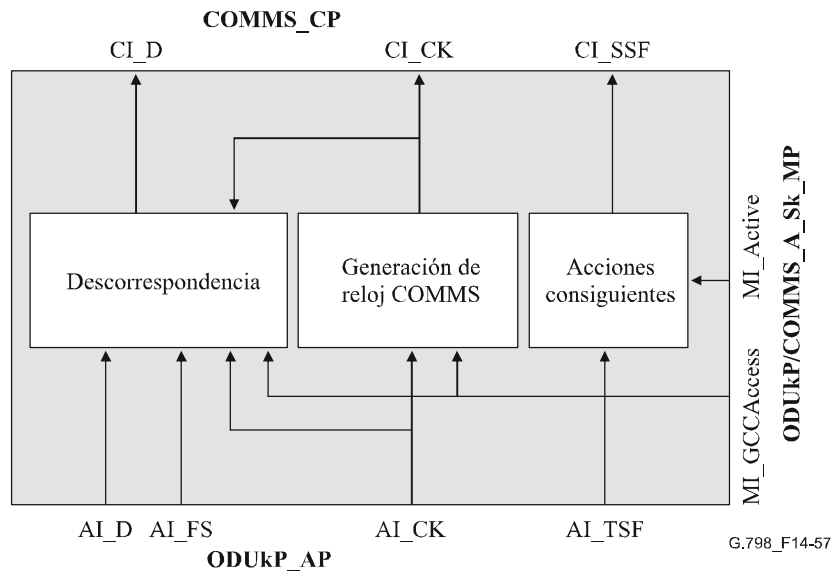 COMMS_CP
CI_D CI_CK CI_SSF
Descorrespondencia
Generación de
reloj COMMS
Acciones
consiguientes
MI_Active
MI_GCCAccess
ODUkP/COMMS_A_Sk_MP
AI_D AI_FS AI_CK AI_TSF
ODUkP_AP
G.798_F14-57